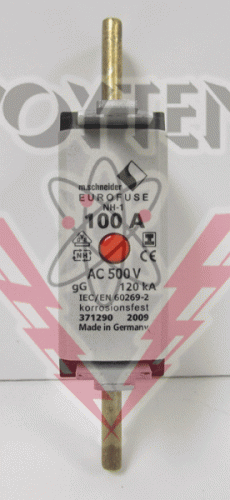 m.schneider
EUROFUSE
NH-1
100 A
NH
AC 500 V
gG 120 kA
IEC/EN 60269-2
korrosionsfest
371290 2009
Made in Germany